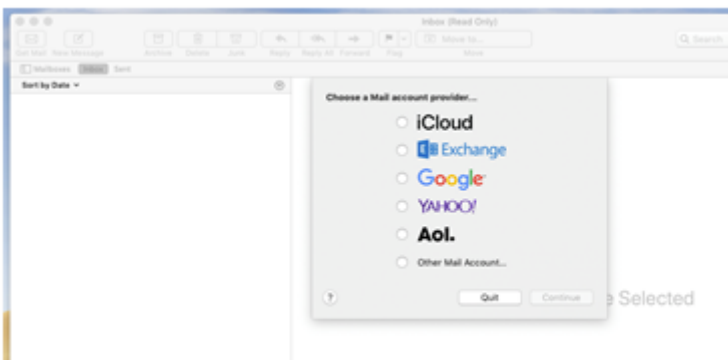 Inbox (Read Only)
Get Mail New Message Archive Delete Junk Reply Reply All Forward Flag Move to... Move Search
Mailboxes Inbox Sent
Sort by Date
Choose a Mail account provider...
iCloud
Exchange
Google
YAHOO!
Aol.
Other Mail Account...
? Quit Continue
e Selected